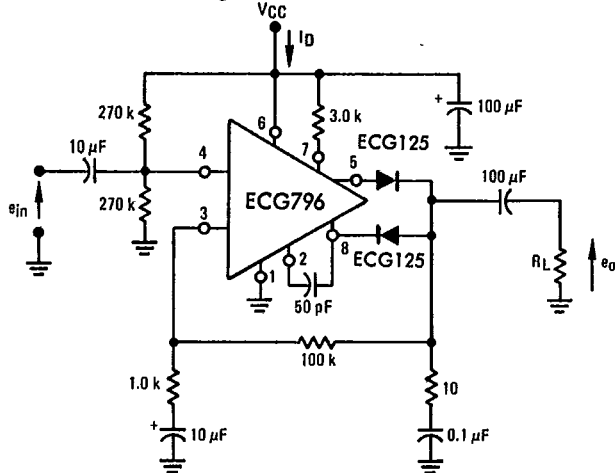 VCC
ID
270 k
3.0 k
+
100 µF
6
7
10 µF
5
ECG125
4
100 µF
270 k
ECG796
ein
3
8
ECG125
RL
eo
1
2
50 pF
100 k
1.0 k
10
+
10 µF
0.1 µF